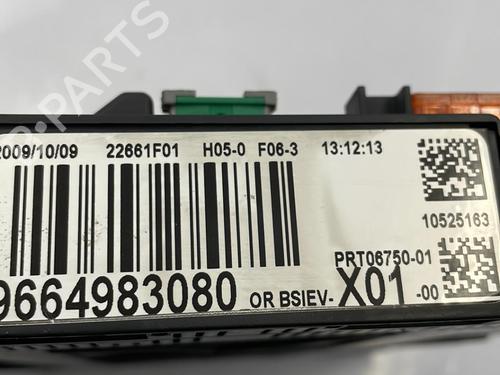 2009/10/09 22661F01 H05-0 F06-3 13:12:13
10525163
PRT06750-01
9664983080 OR BSIEV- X01 -00